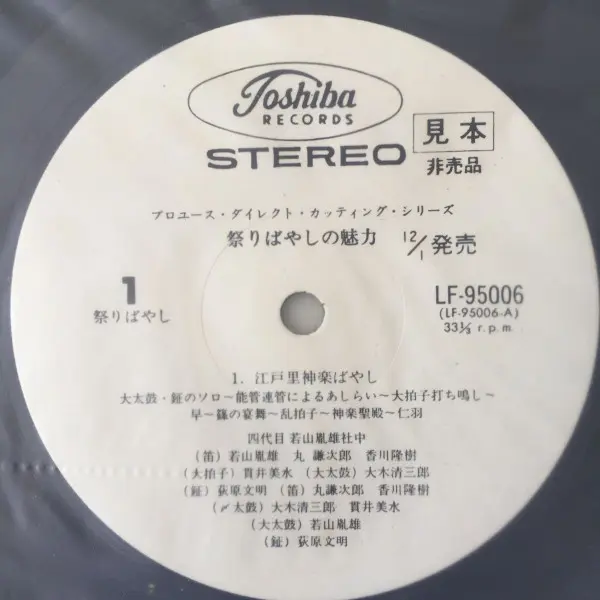 Toshiba
RECORDS
STEREO
見本
非売品
プロユース・ダイレクト・カッティング・シリーズ
祭りばやしの魅力 12/1発売
1
祭りばやし
LF-95006
(LF-95006-A)
33⅓ r.p.m.
1. 江戸里神楽ばやし
大太鼓・鉦のソロ～能管連管によるあしらい～大拍子打ち鳴し～
早～鎌の宴舞～乱拍子～神楽聖殿～仁羽
四代目 若山胤雄社中
(笛) 若山胤雄 丸 謙次郎 香川隆樹
(大拍子) 貫井美水 (大太鼓) 大木清三郎
(鉦) 荻原文明 (笛) 丸謙次郎 香川隆樹
(〆太鼓) 大木清三郎 貫井美水
(大太鼓) 若山胤雄
(鉦) 荻原文明